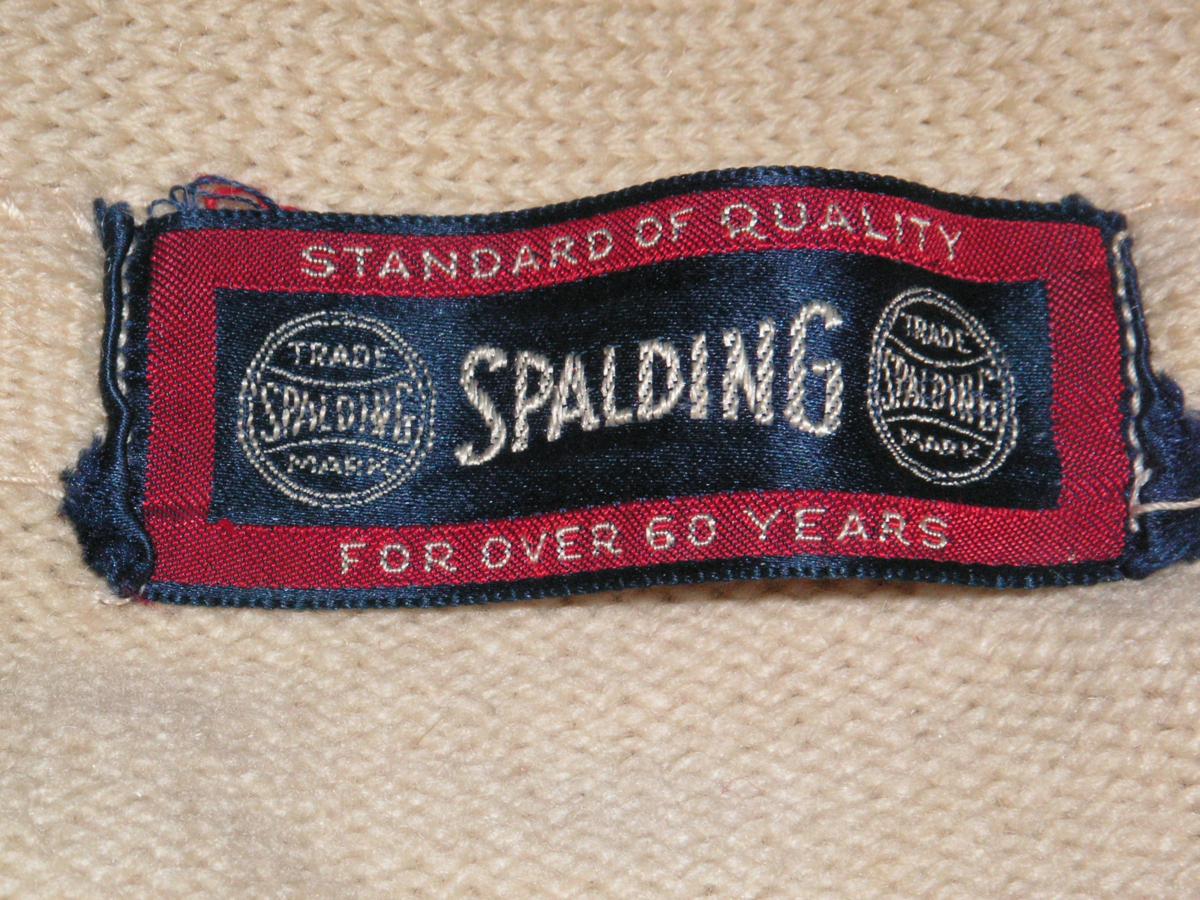 STANDARD OF QUALITY
TRADE
SPALDING
MARK
SPALDING
TRADE
SPALDING
MARK
FOR OVER 60 YEARS